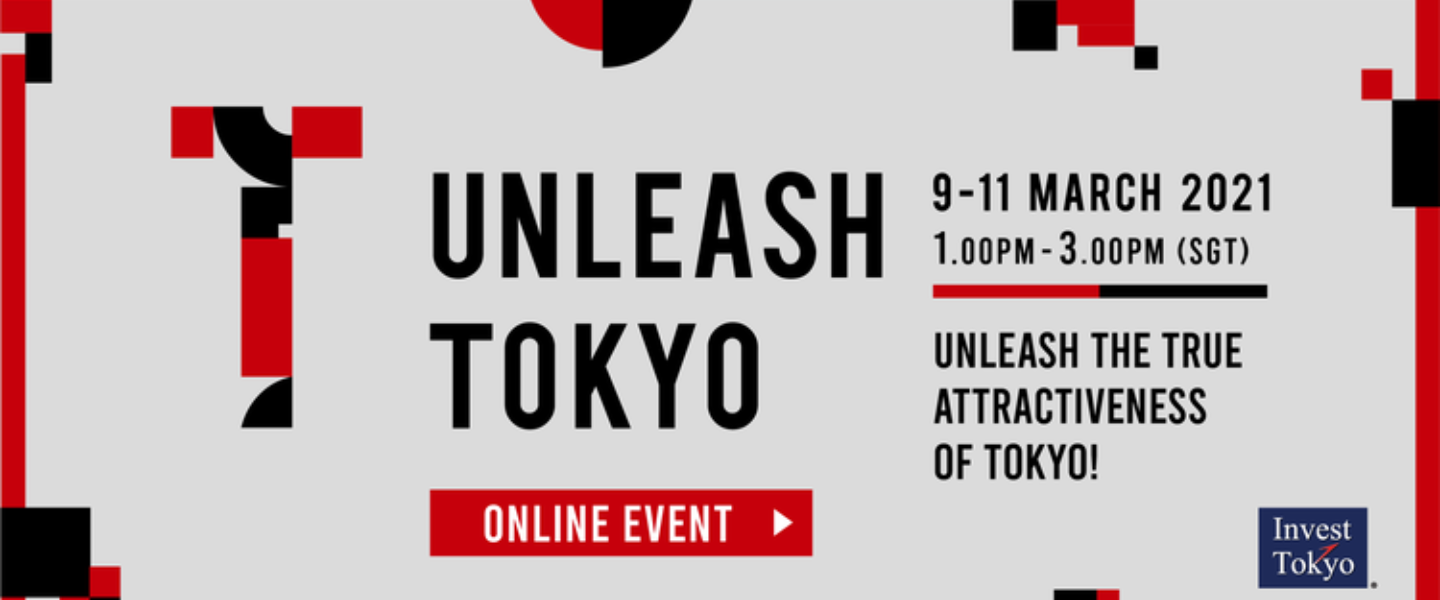 UNLEASH
TOKYO
ONLINE EVENT
9-11 MARCH 2021
1.00PM-3.00PM (SGT)
UNLEASH THE TRUE
ATTRACTIVENESS
OF TOKYO!
Invest
Tokyo